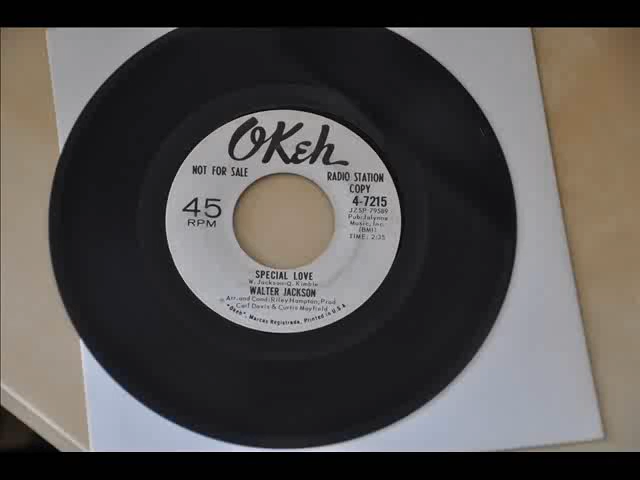 OKeh
NOT FOR SALE
RADIO STATION
COPY
4-7215
JZSP-79589
Pub: Jalynne
Music, Inc.
(BMI)
TIME: 2:35
45
RPM
SPECIAL LOVE
W. Jackson-Q. Kimble
WALTER JACKSON
Arr. and Cond: Riley Hampton, Prod
Carl Davis & Curtis Mayfield
"Okeh", Marcas Registrada, Printed in U.S.A.